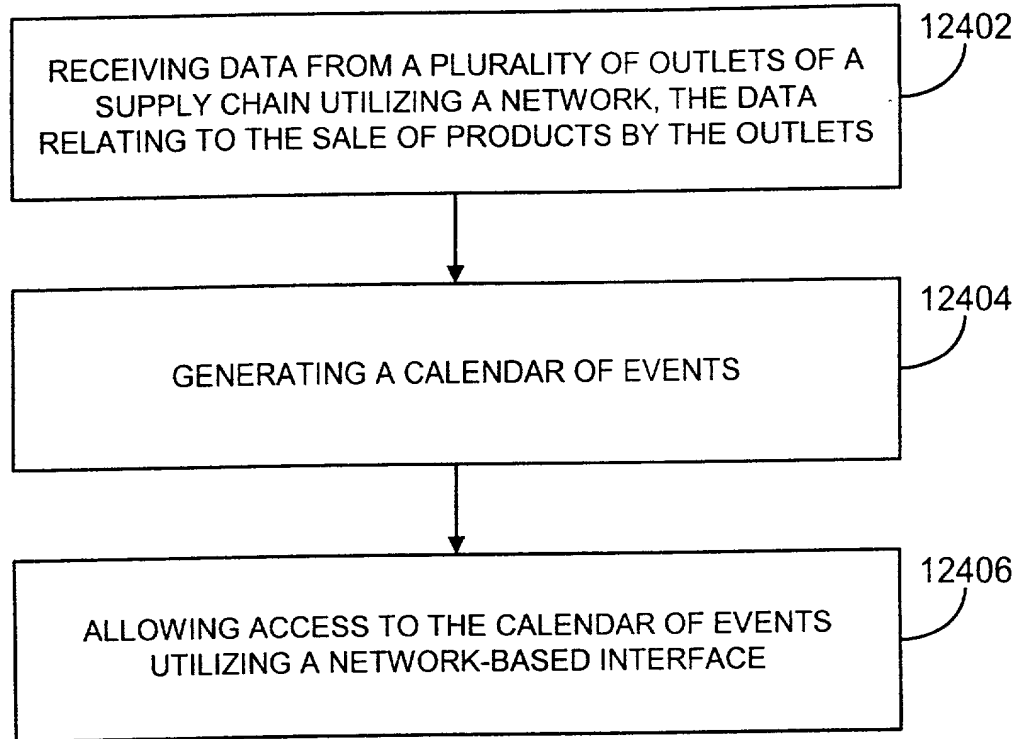 12402
RECEIVING DATA FROM A PLURALITY OF OUTLETS OF A
SUPPLY CHAIN UTILIZING A NETWORK, THE DATA
RELATING TO THE SALE OF PRODUCTS BY THE OUTLETS
12404
GENERATING A CALENDAR OF EVENTS
12406
ALLOWING ACCESS TO THE CALENDAR OF EVENTS
UTILIZING A NETWORK-BASED INTERFACE